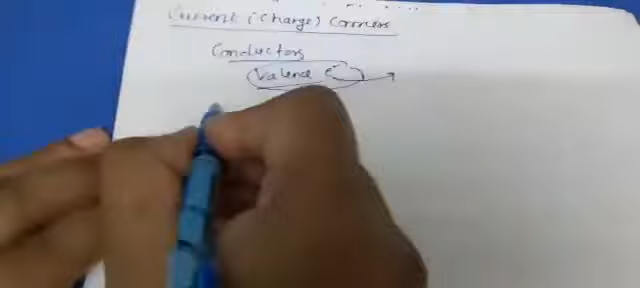 Current (Charge) Carriers
Conductors
Valence e⁻